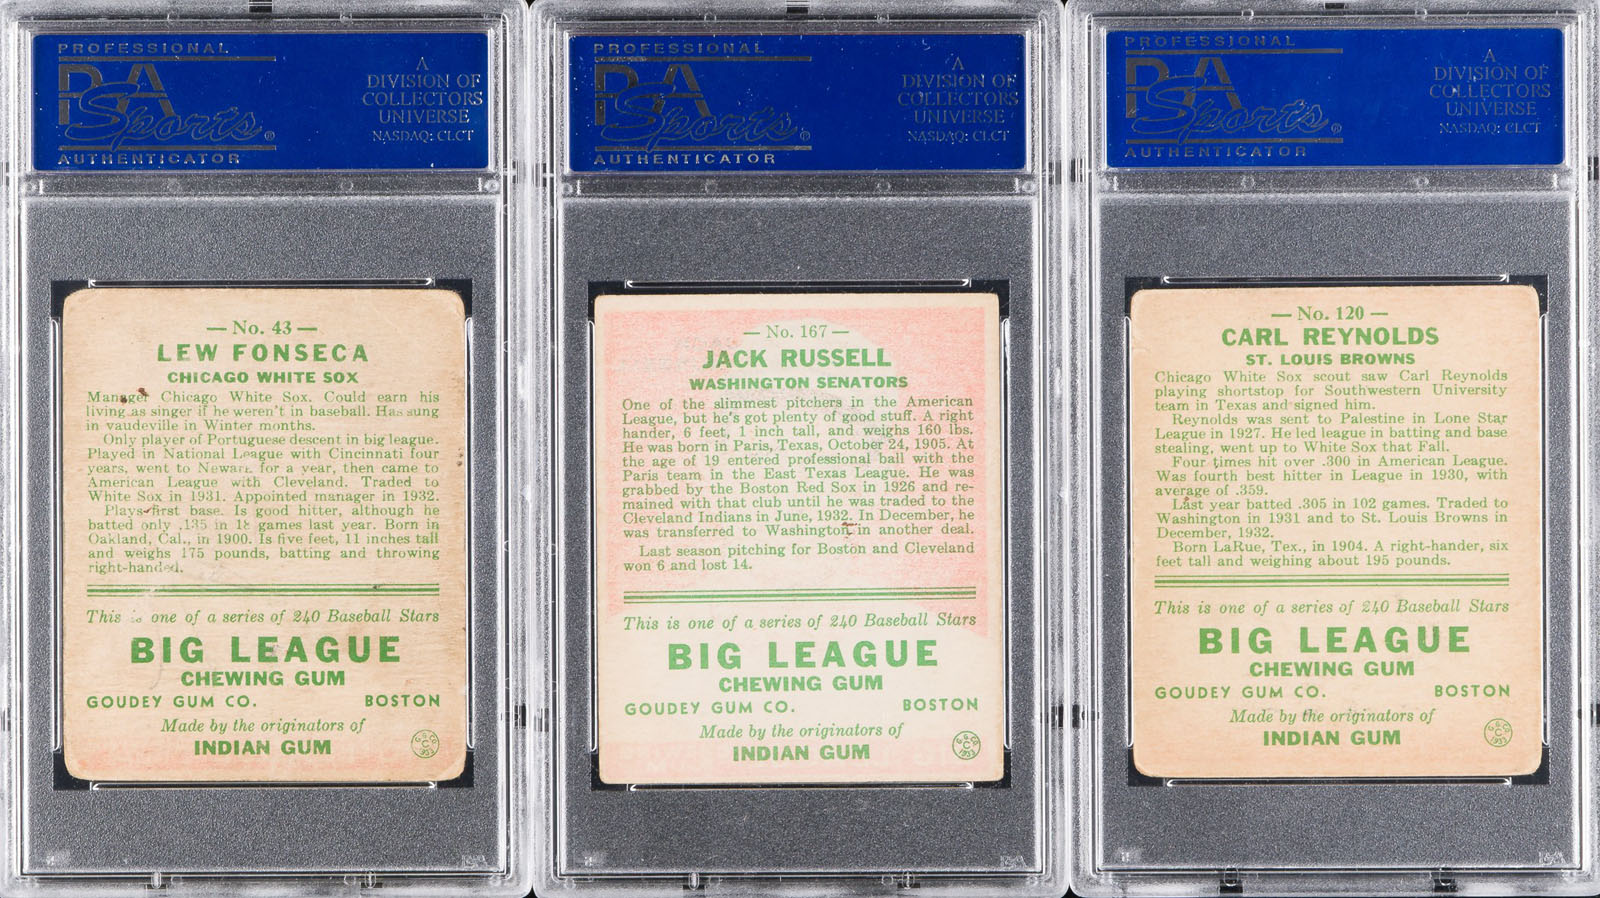 PROFESSIONAL
PSA
Sports®
AUTHENTICATOR
A
DIVISION OF
COLLECTORS
UNIVERSE
NASDAQ: CLCT
— No. 43 —
LEW FONSECA
CHICAGO WHITE SOX
Manager Chicago White Sox. Could earn his
living as singer if he weren't in baseball. Has sung
in vaudeville in Winter months.
Only player of Portuguese descent in big league.
Played in National League with Cincinnati four
years, went to Newark for a year, then came to
American League with Cleveland. Traded to
White Sox in 1931. Appointed manager in 1932.
Plays first base. Is good hitter, although he
batted only .135 in 18 games last year. Born in
Oakland, Cal., in 1900. Is five feet, 11 inches tall
and weighs 175 pounds, batting and throwing
right-handed.
This is one of a series of 240 Baseball Stars
BIG LEAGUE
CHEWING GUM
GOUDEY GUM CO. BOSTON
Made by the originators of
INDIAN GUM
G.G.Co.
C
1933
PROFESSIONAL
PSA
Sports®
AUTHENTICATOR
A
DIVISION OF
COLLECTORS
UNIVERSE
NASDAQ: CLCT
— No. 167 —
JACK RUSSELL
WASHINGTON SENATORS
One of the slimmest pitchers in the American
League, but he's got plenty of good stuff. A right
hander, 6 feet, 1 inch tall, and weighs 160 lbs.
He was born in Paris, Texas, October 24, 1905. At
the age of 19 entered professional ball with the
Paris team in the East Texas League. He was
grabbed by the Boston Red Sox in 1926 and re-
mained with that club until he was traded to the
Cleveland Indians in June, 1932. In December, he
was transferred to Washington in another deal.
Last season pitching for Boston and Cleveland
won 6 and lost 14.
This is one of a series of 240 Baseball Stars
BIG LEAGUE
CHEWING GUM
GOUDEY GUM CO. BOSTON
Made by the originators of
INDIAN GUM
G.G.Co.
C
1933
PROFESSIONAL
PSA
Sports®
AUTHENTICATOR
A
DIVISION OF
COLLECTORS
UNIVERSE
NASDAQ: CLCT
— No. 120 —
CARL REYNOLDS
ST. LOUIS BROWNS
Chicago White Sox scout saw Carl Reynolds
playing shortstop for Southwestern University
team in Texas and signed him.
Reynolds was sent to Palestine in Lone Star
League in 1927. He led league in batting and base
stealing, went up to White Sox that Fall.
Four times hit over .300 in American League.
Was fourth best hitter in League in 1930, with
average of .359.
Last year batted .305 in 102 games. Traded to
Washington in 1931 and to St. Louis Browns in
December, 1932.
Born LaRue, Tex., in 1904. A right-hander, six
feet tall and weighing about 195 pounds.
This is one of a series of 240 Baseball Stars
BIG LEAGUE
CHEWING GUM
GOUDEY GUM CO. BOSTON
Made by the originators of
INDIAN GUM
G.G.Co.
C
1933